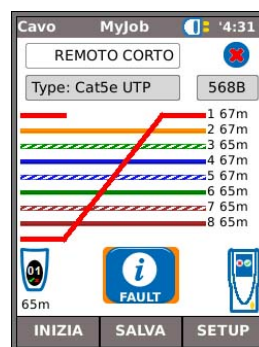 Cavo MyJob '4:31
REMOTO CORTO
Type: Cat5e UTP 568B
1 67m
2 67m
3 65m
4 67m
5 67m
6 65m
7 65m
8 65m
01
65m
i
FAULT
INIZIA SALVA SETUP